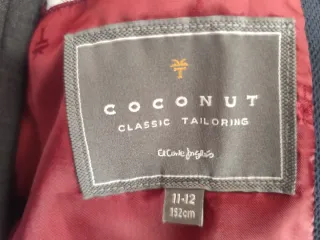 COCONUT
CLASSIC TAILORING
El Corte Inglés
11-12
152cm